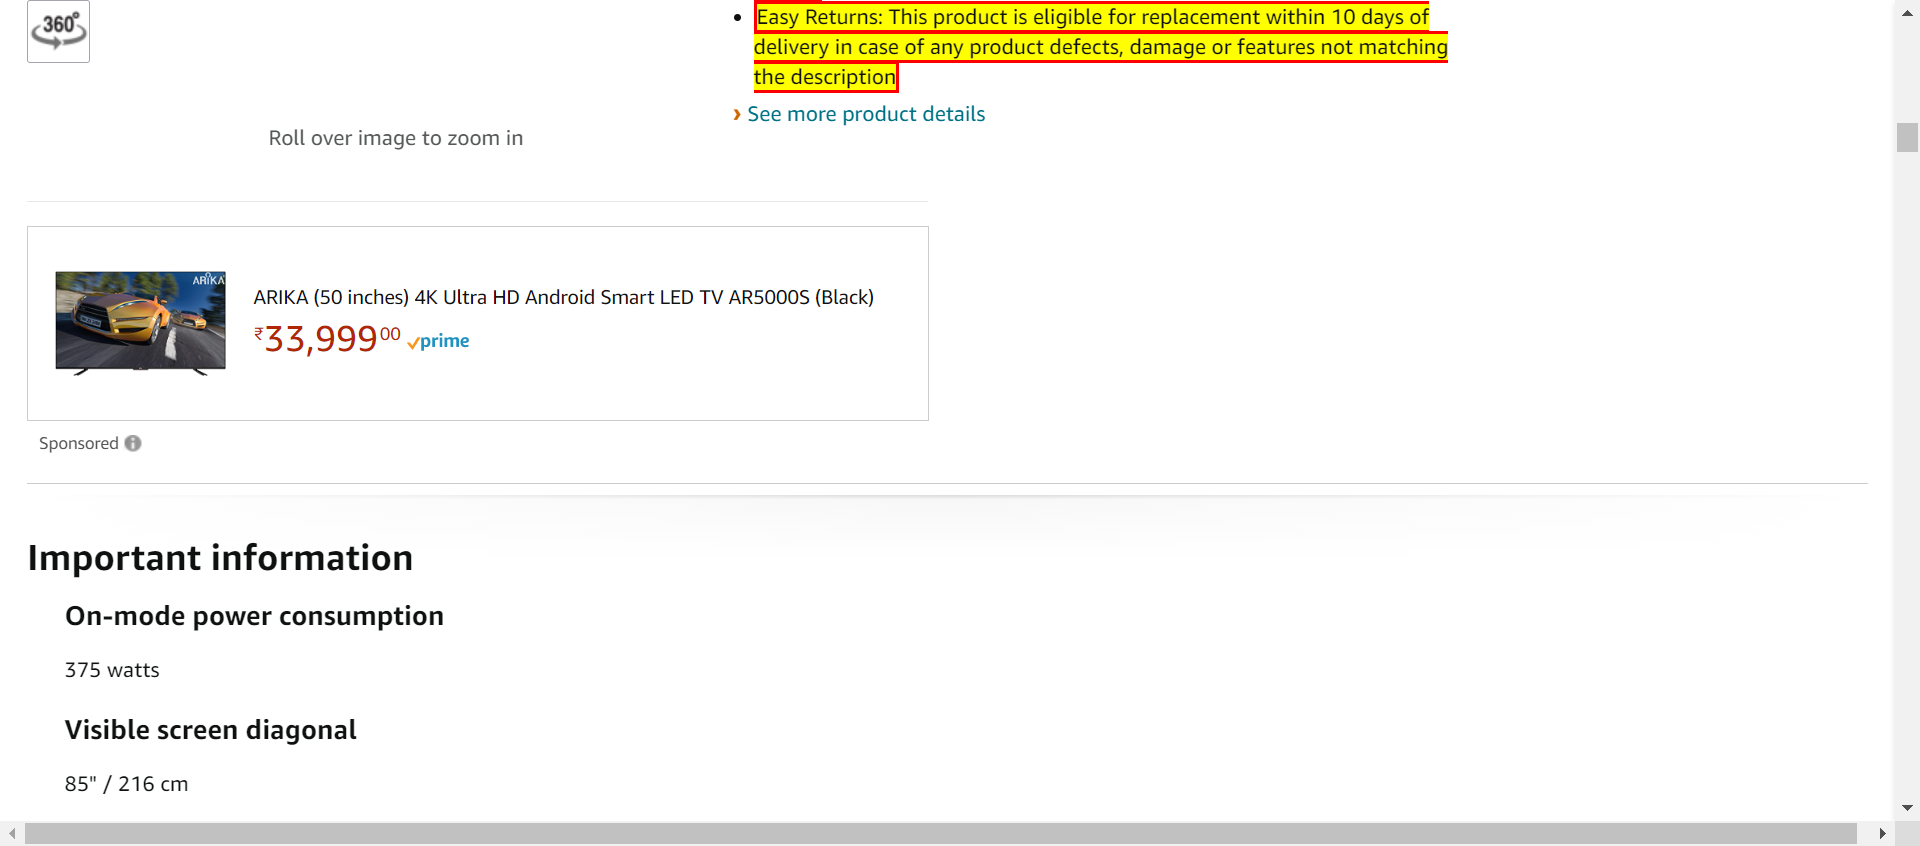 360°
Easy Returns: This product is eligible for replacement within 10 days of
delivery in case of any product defects, damage or features not matching
the description
› See more product details
Roll over image to zoom in
ARIKA
ARIKA (50 inches) 4K Ultra HD Android Smart LED TV AR5000S (Black)
₹33,99900 prime
Sponsored
Important information
On-mode power consumption
375 watts
Visible screen diagonal
85" / 216 cm